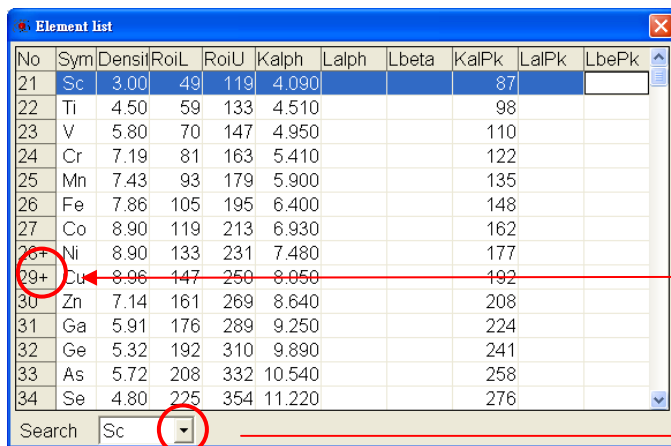 Element list
No Sym Densit RoiL RoiU Kalph Lalph Lbeta KalPk LalPk LbePk
21 Sc 3.00 49 119 4.090 87
22 Ti 4.50 59 133 4.510 98
23 V 5.80 70 147 4.950 110
24 Cr 7.19 81 163 5.410 122
25 Mn 7.43 93 179 5.900 135
26 Fe 7.86 105 195 6.400 148
27 Co 8.90 119 213 6.930 162
28+ Ni 8.90 133 231 7.480 177
29+ Cu 8.96 147 250 8.050 192
30 Zn 7.14 161 269 8.640 208
31 Ga 5.91 176 289 9.250 224
32 Ge 5.32 192 310 9.890 241
33 As 5.72 208 332 10.540 258
34 Se 4.80 225 354 11.220 276
Search Sc